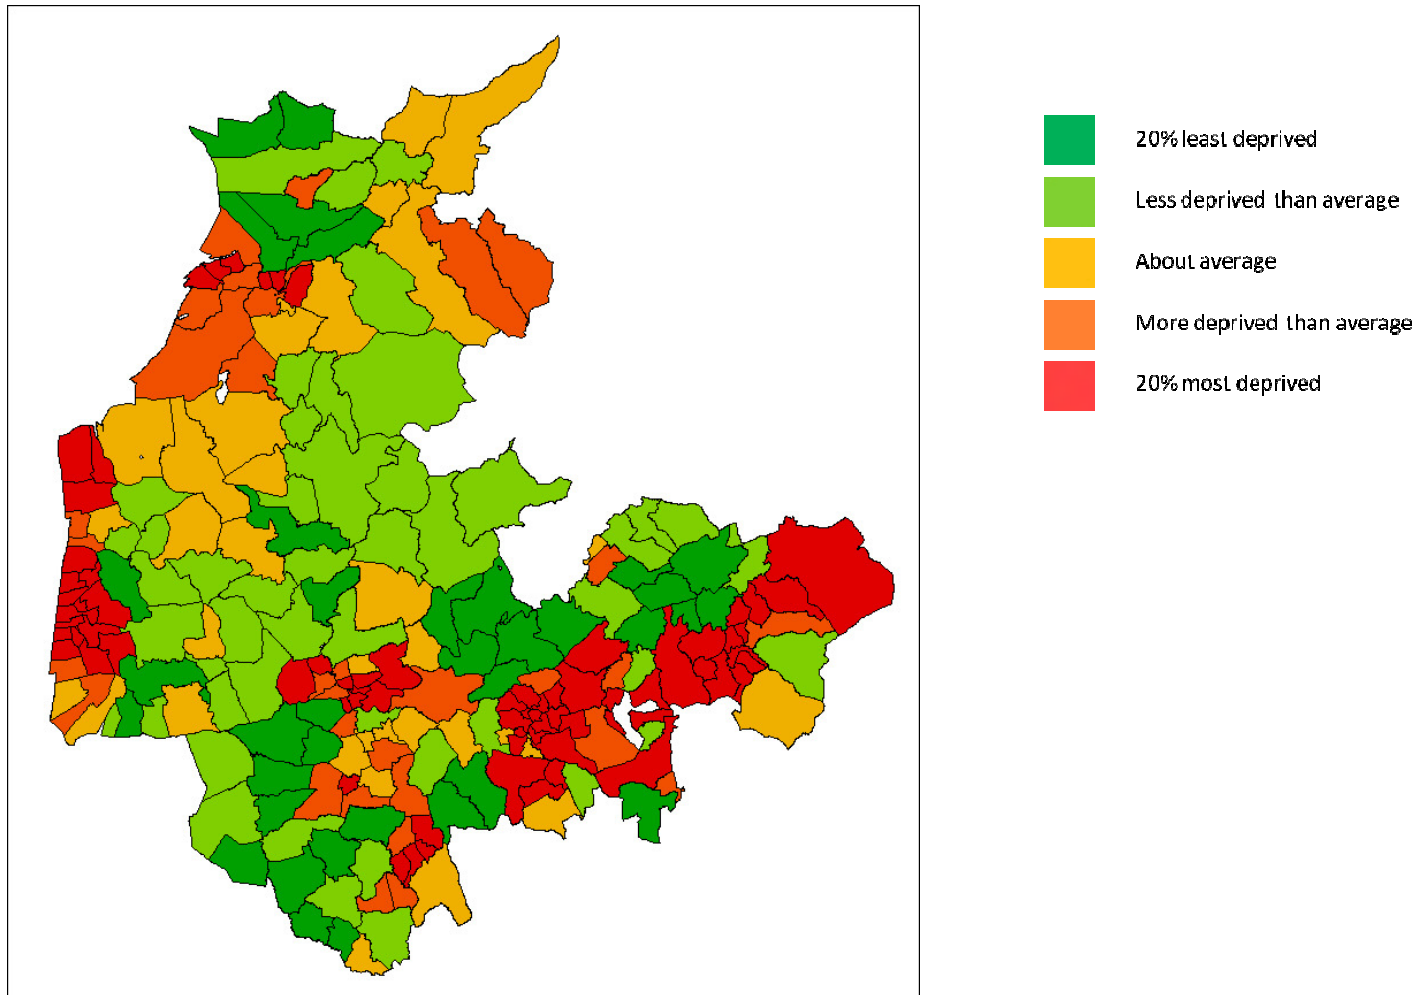 20% least deprived
Less deprived than average
About average
More deprived than average
20% most deprived